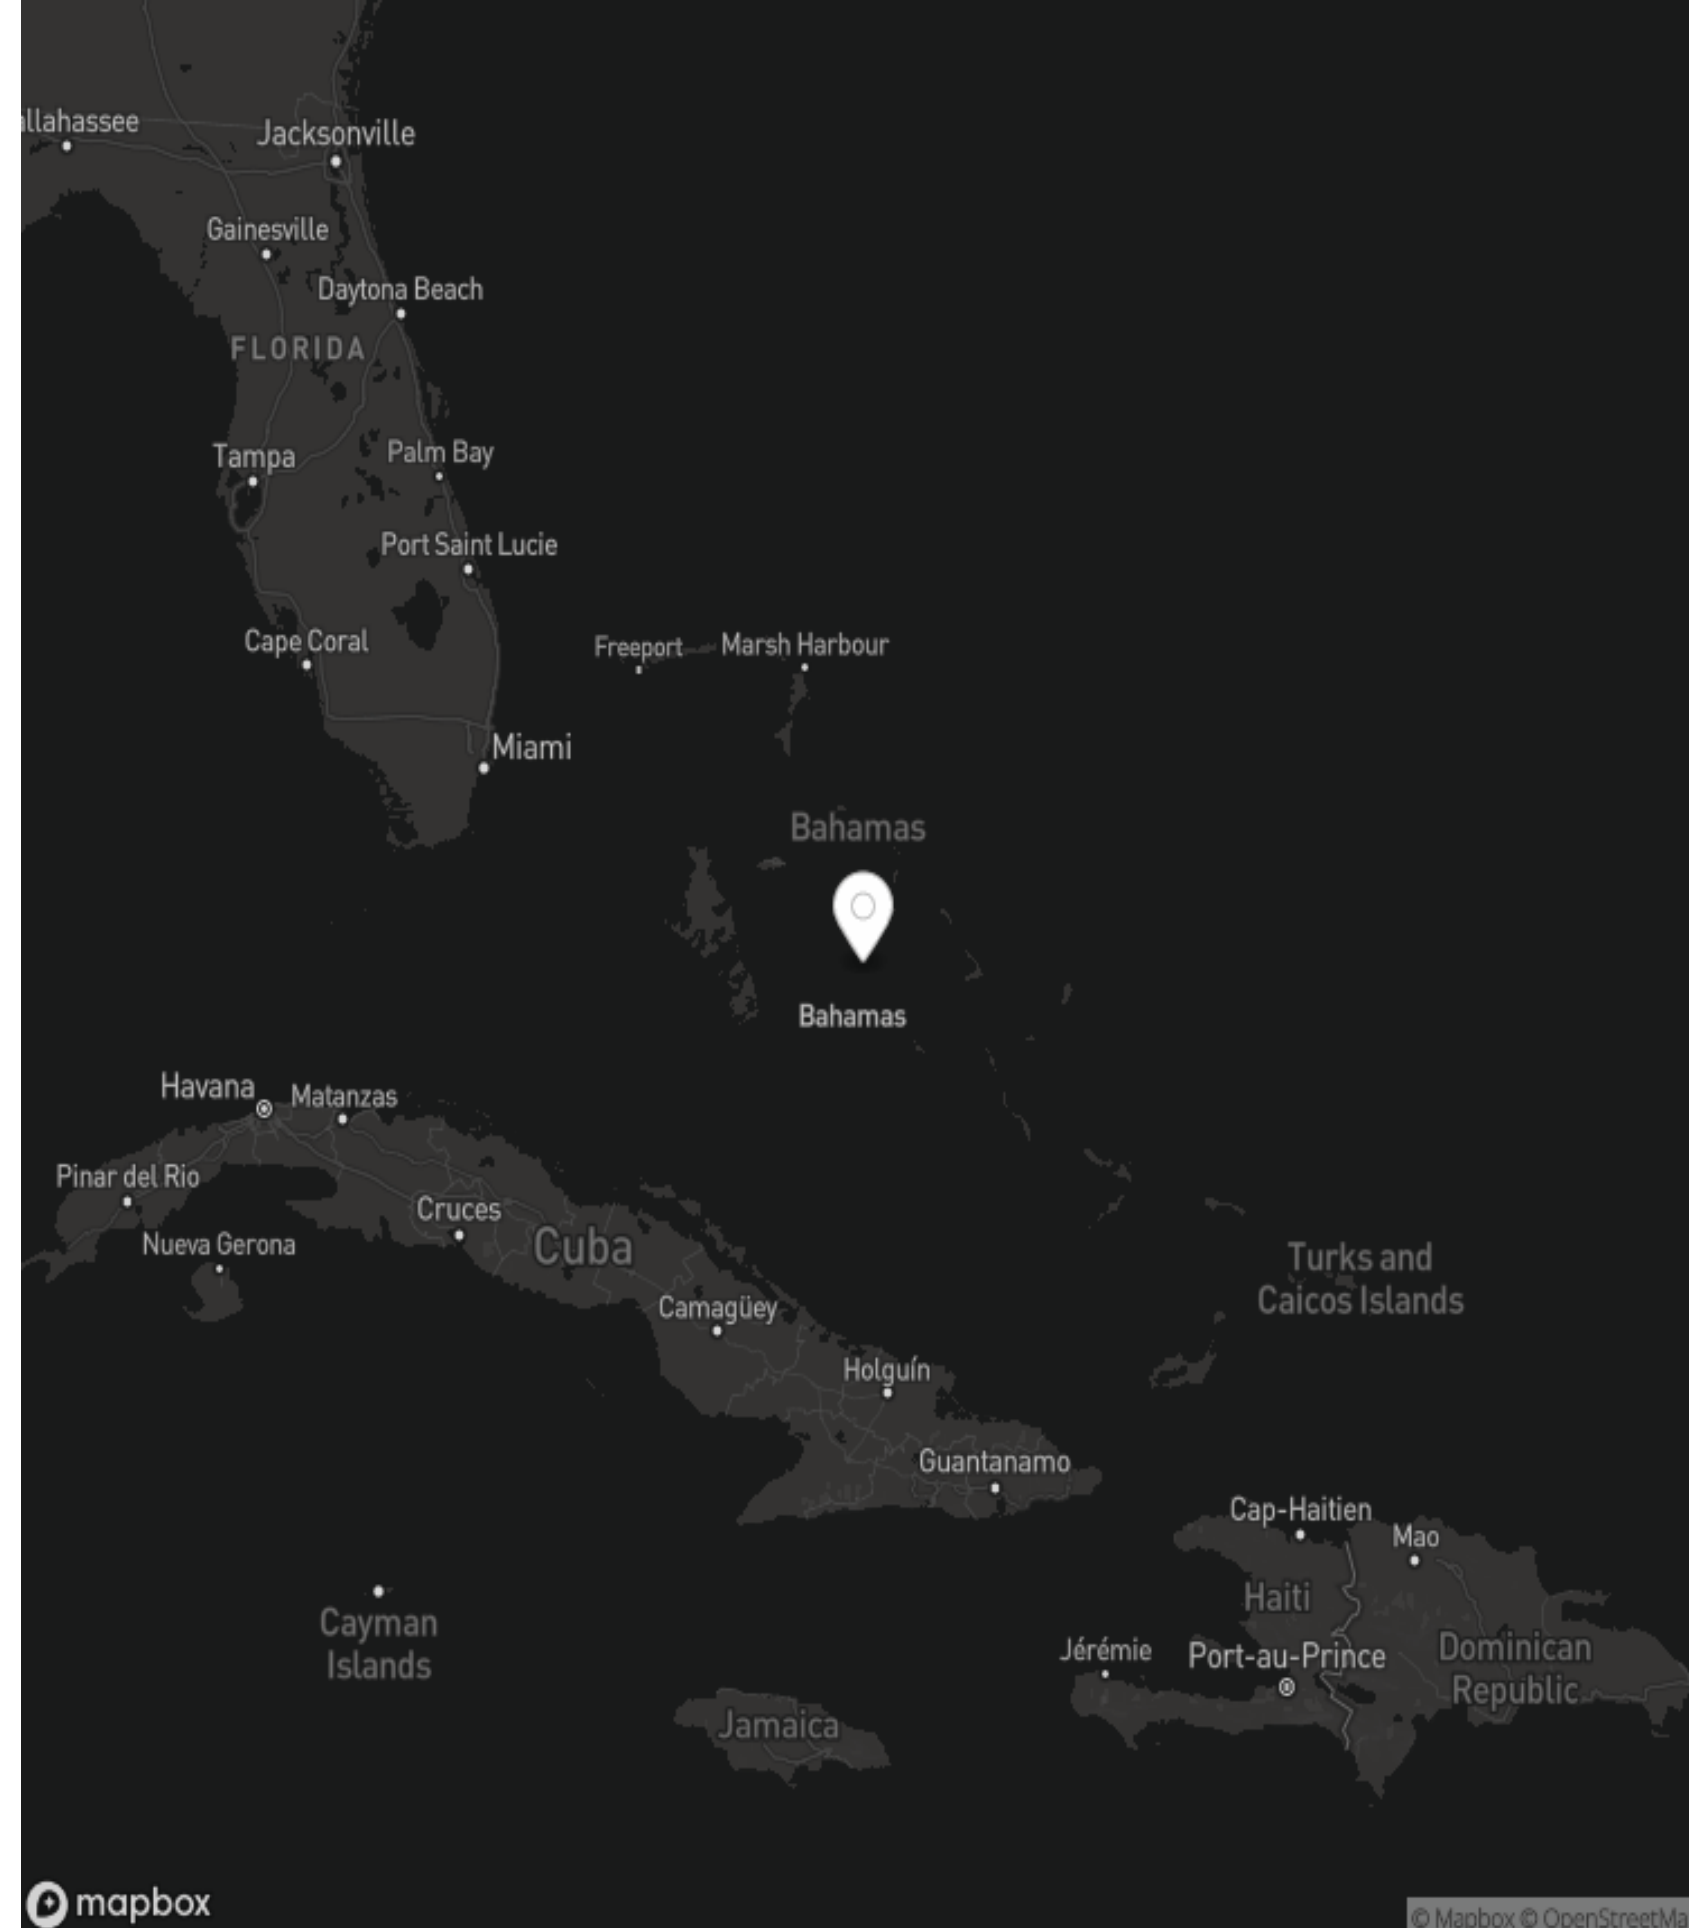 allahassee
Jacksonville
Gainesville
Daytona Beach
FLORIDA
Tampa
Palm Bay
Port Saint Lucie
Cape Coral
Freeport
Marsh Harbour
Miami
Bahamas
Bahamas
Havana
Matanzas
Pinar del Rio
Cruces
Nueva Gerona
Cuba
Turks and
Caicos Islands
Camagüey
Holguín
Guantanamo
Cap-Haitien
Mao
Haiti
Cayman
Islands
Jérémie
Port-au-Prince
Dominican
Republic
Jamaica
mapbox
© Mapbox © OpenStreetMa